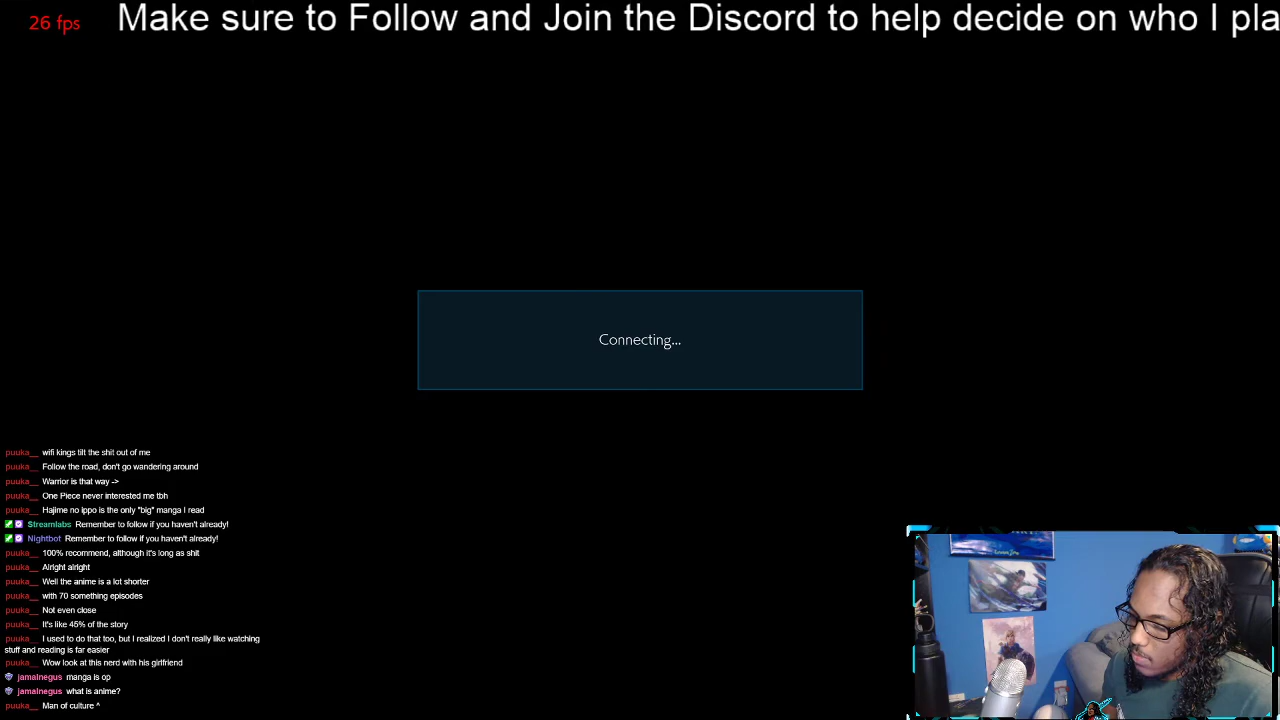 26 fps
Make sure to Follow and Join the Discord to help decide on who I pla
Connecting...
puuka__ wifi kings tilt the shit out of me
puuka__ Follow the road, don't go wandering around
puuka__ Warrior is that way ->
puuka__ One Piece never interested me tbh
puuka__ Hajime no ippo is the only "big" manga I read
Streamlabs Remember to follow if you haven't already!
Nightbot Remember to follow if you haven't already!
puuka__ 100% recommend, although it's long as shit
puuka__ Alright alright
puuka__ Well the anime is a lot shorter
puuka__ with 70 something episodes
puuka__ Not even close
puuka__ It's like 45% of the story
puuka__ I used to do that too, but I realized I don't really like watching
stuff and reading is far easier
puuka__ Wow look at this nerd with his girlfriend
jamalnegus manga is op
jamalnegus what is anime?
puuka__ Man of culture ^